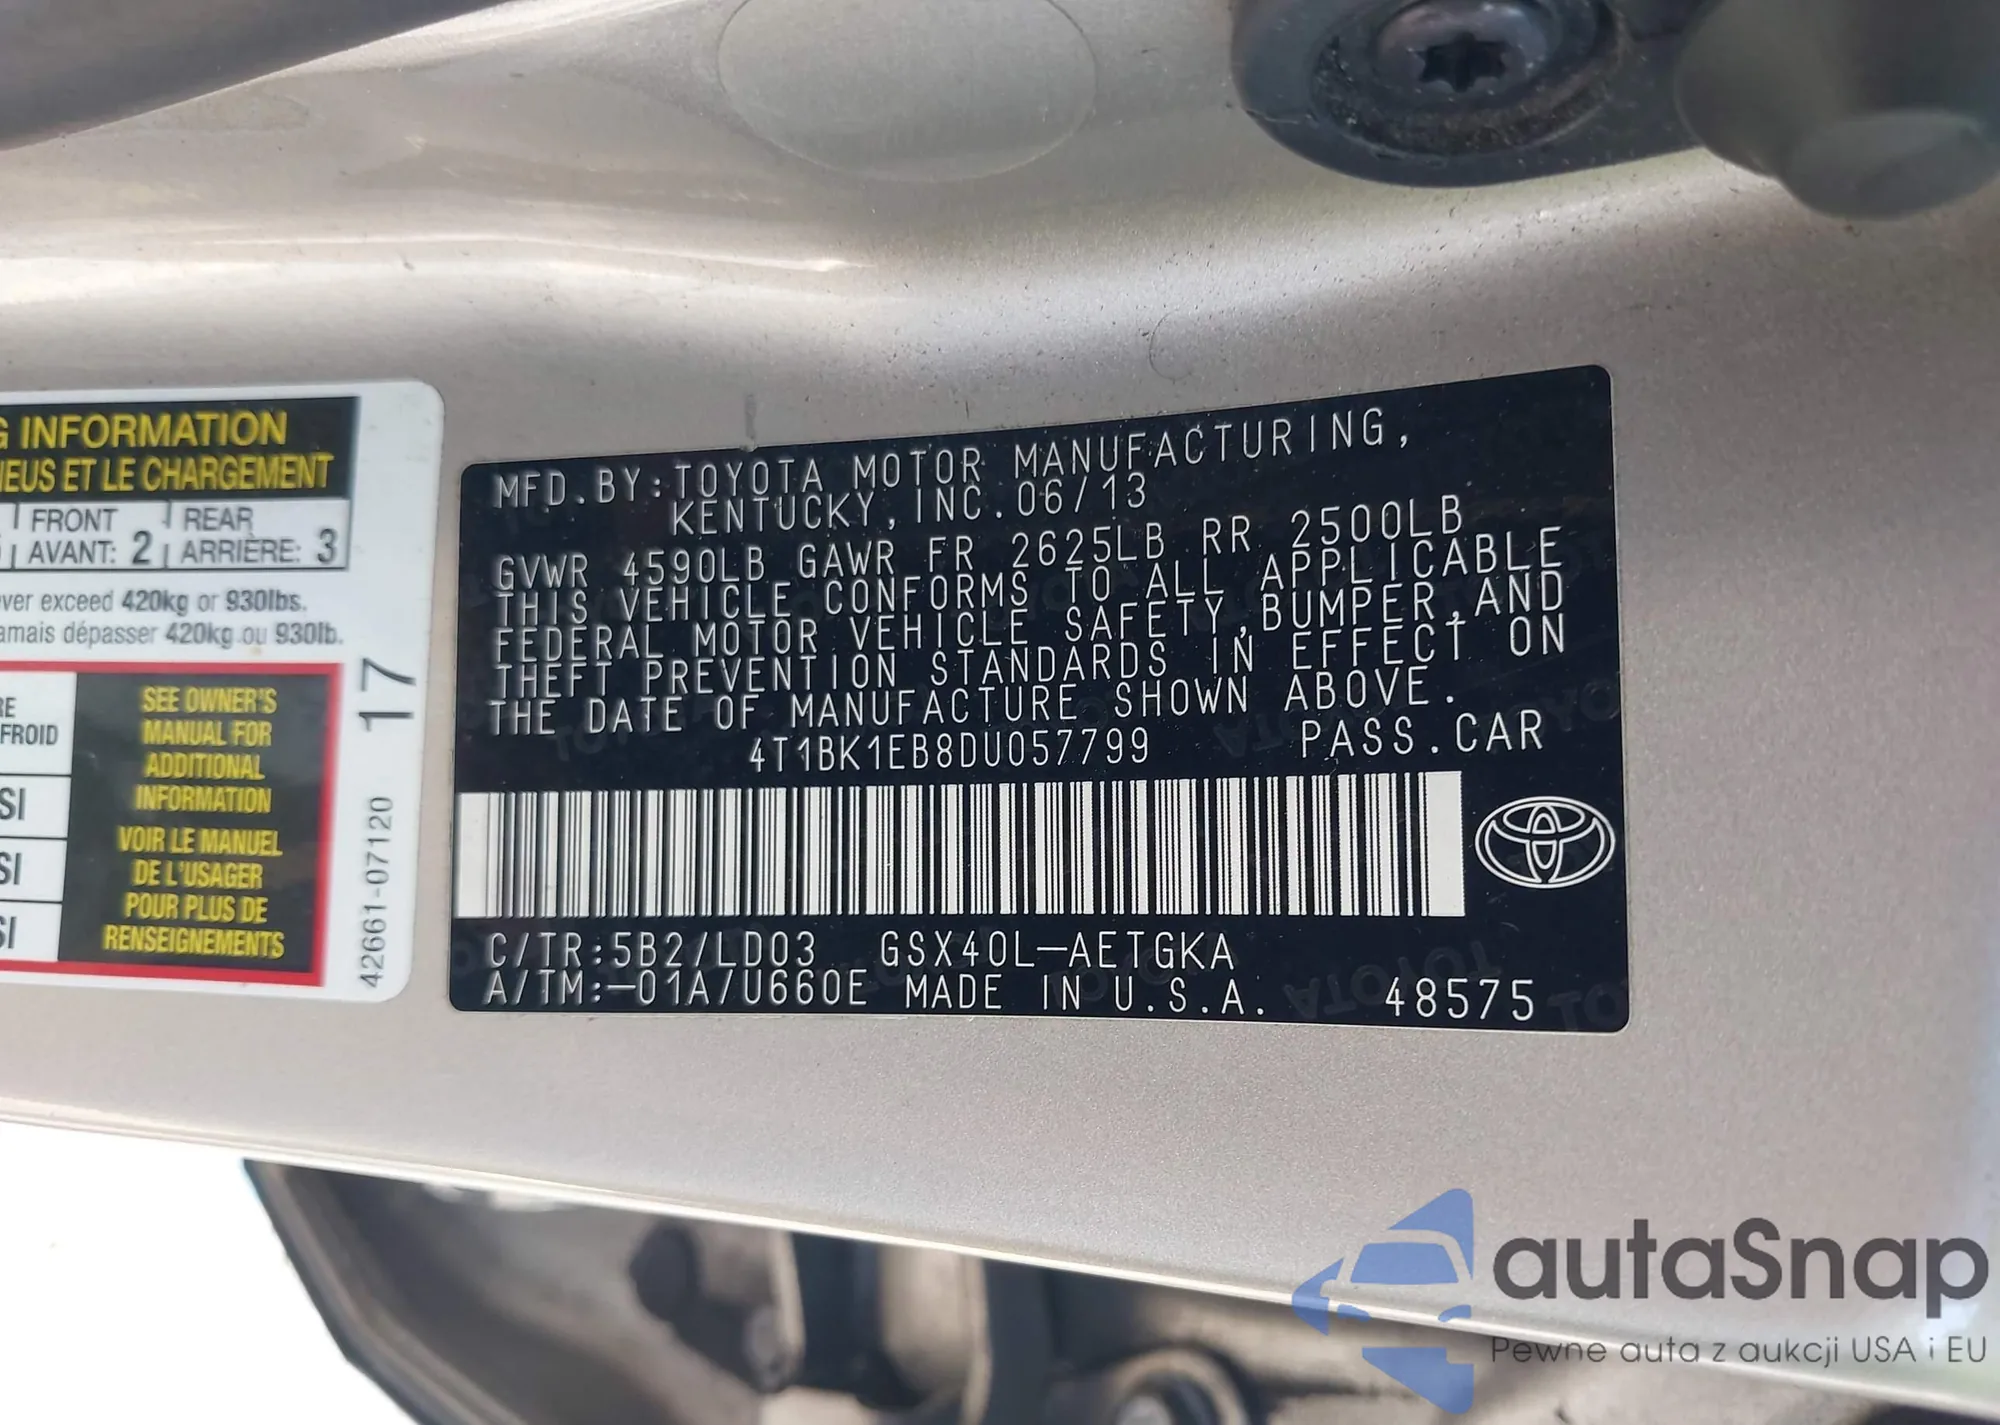 G INFORMATION
NEUS ET LE CHARGEMENT
FRONT
REAR
AVANT: 2
ARRIÈRE: 3
ver exceed 420kg or 930lbs.
amais dépasser 420kg ou 930lb.
RE
FROID
SI
SI
SI
SEE OWNER'S
MANUAL FOR
ADDITIONAL
INFORMATION
VOIR LE MANUEL
DE L'USAGER
POUR PLUS DE
RENSEIGNEMENTS
17
42661-07120
MFD.BY:TOYOTA MOTOR MANUFACTURING,
KENTUCKY,INC.06/13
GVWR 4590LB GAWR FR 2625LB RR 2500LB
THIS VEHICLE CONFORMS TO ALL APPLICABLE
FEDERAL MOTOR VEHICLE SAFETY,BUMPER,AND
THEFT PREVENTION STANDARDS IN EFFECT ON
THE DATE OF MANUFACTURE SHOWN ABOVE.
4T1BK1EB8DU057799
PASS.CAR
C/TR:5B2/LD03 GSX40L-AETGKA
A/TM:-01A/U660E MADE IN U.S.A. 48575
autaSnap
Pewne auta z aukcji USA i EU